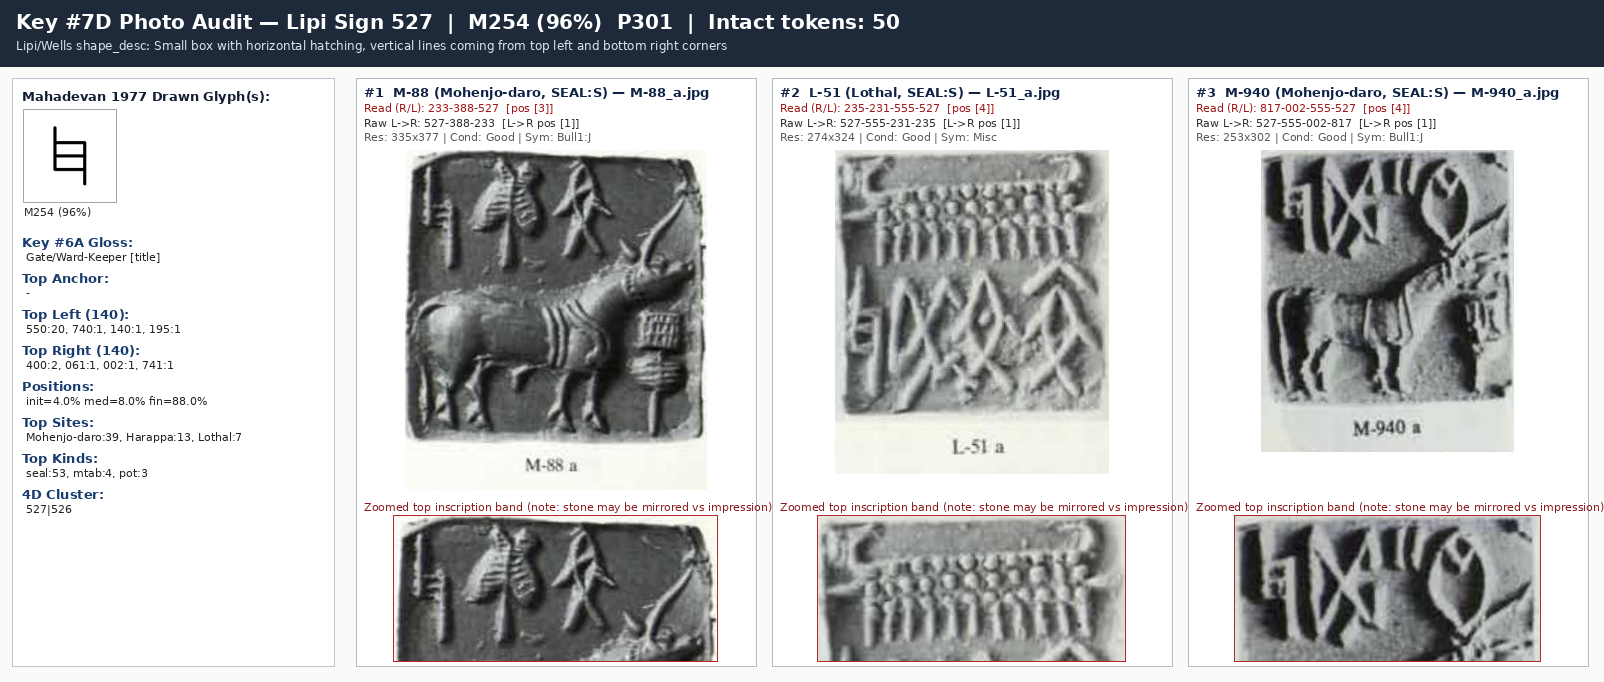 Key #7D Photo Audit — Lipi Sign 527 | M254 (96%) P301 | Intact tokens: 50
Lipi/Wells shape_desc: Small box with horizontal hatching, vertical lines coming from top left and bottom right corners
Mahadevan 1977 Drawn Glyph(s):
M254 (96%)
Key #6A Gloss:
Gate/Ward-Keeper [title]
Top Anchor:
-
Top Left (140):
550:20, 740:1, 140:1, 195:1
Top Right (140):
400:2, 061:1, 002:1, 741:1
Positions:
init=4.0% med=8.0% fin=88.0%
Top Sites:
Mohenjo-daro:39, Harappa:13, Lothal:7
Top Kinds:
seal:53, mtab:4, pot:3
4D Cluster:
527|526
#1 M-88 (Mohenjo-daro, SEAL:S) — M-88_a.jpg
Read (R/L): 233-388-527 [pos [3]]
Raw L->R: 527-388-233 [L->R pos [1]]
Res: 335x377 | Cond: Good | Sym: Bull1:J
M-88 a
Zoomed top inscription band (note: stone may be mirrored vs impression)
#2 L-51 (Lothal, SEAL:S) — L-51_a.jpg
Read (R/L): 235-231-555-527 [pos [4]]
Raw L->R: 527-555-231-235 [L->R pos [1]]
Res: 274x324 | Cond: Good | Sym: Misc
L-51 a
Zoomed top inscription band (note: stone may be mirrored vs impression)
#3 M-940 (Mohenjo-daro, SEAL:S) — M-940_a.jpg
Read (R/L): 817-002-555-527 [pos [4]]
Raw L->R: 527-555-002-817 [L->R pos [1]]
Res: 253x302 | Cond: Good | Sym: Bull1:J
M-940 a
Zoomed top inscription band (note: stone may be mirrored vs impression)